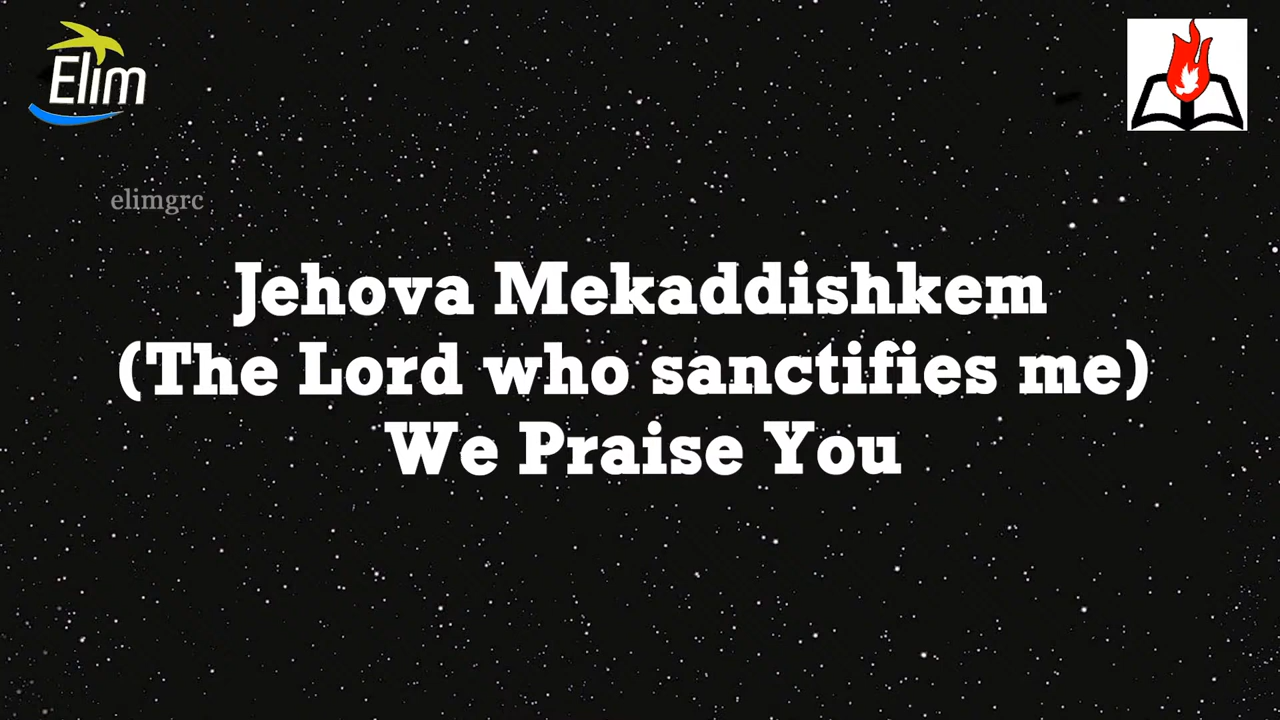 Elim
elimgrc
Jehova Mekaddishkem
(The Lord who sanctifies me)
We Praise You